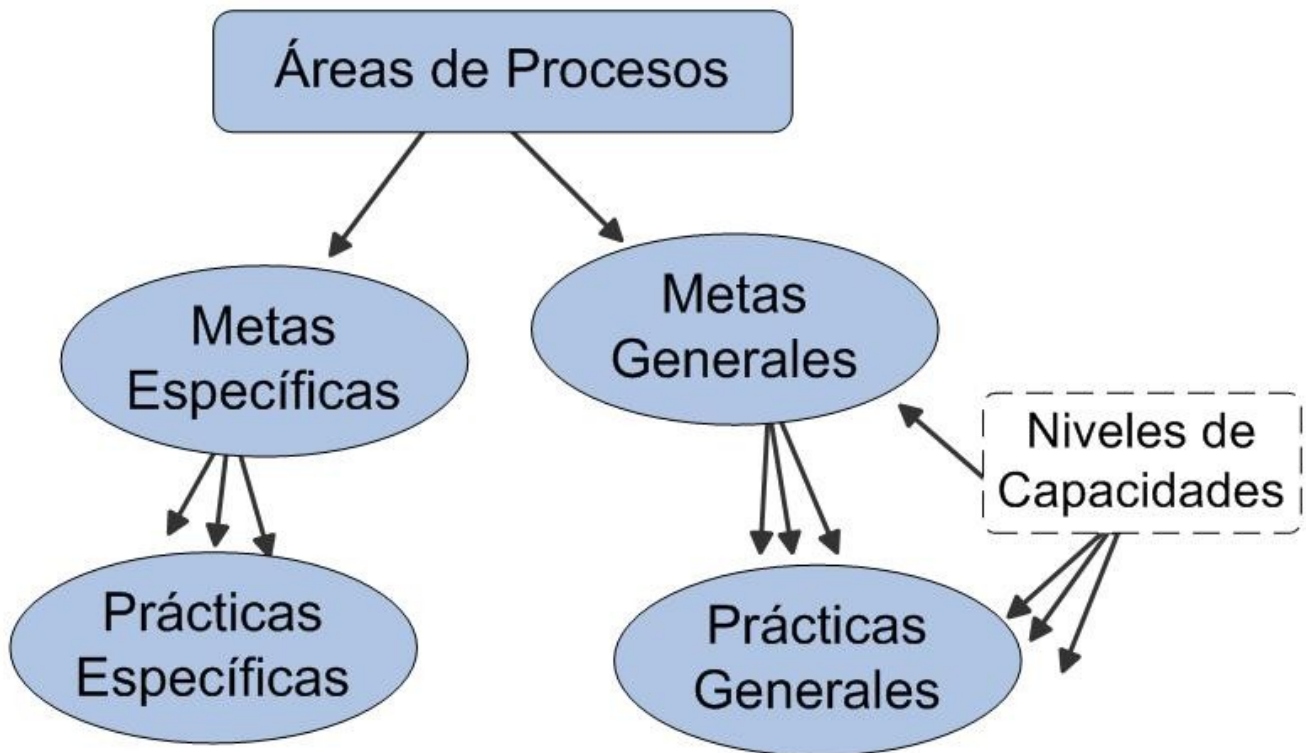 Áreas de Procesos
Metas
Específicas
Metas
Generales
Niveles de
Capacidades
Prácticas
Específicas
Prácticas
Generales